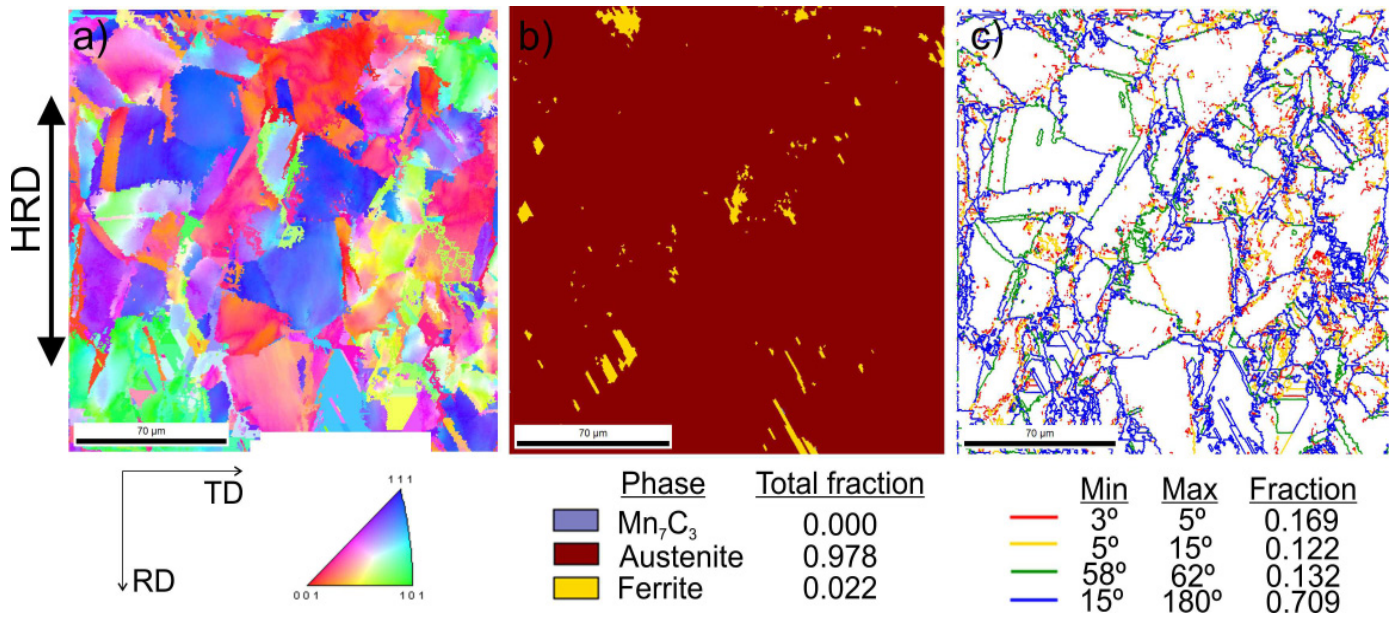 a)
HRD
70 µm
TD
RD
1 1 1
0 0 1
1 0 1
b)
70 µm
Phase Total fraction
Mn₇C₃ 0.000
Austenite 0.978
Ferrite 0.022
c)
70 µm
Min Max Fraction
3º 5º 0.169
5º 15º 0.122
58º 62º 0.132
15º 180º 0.709